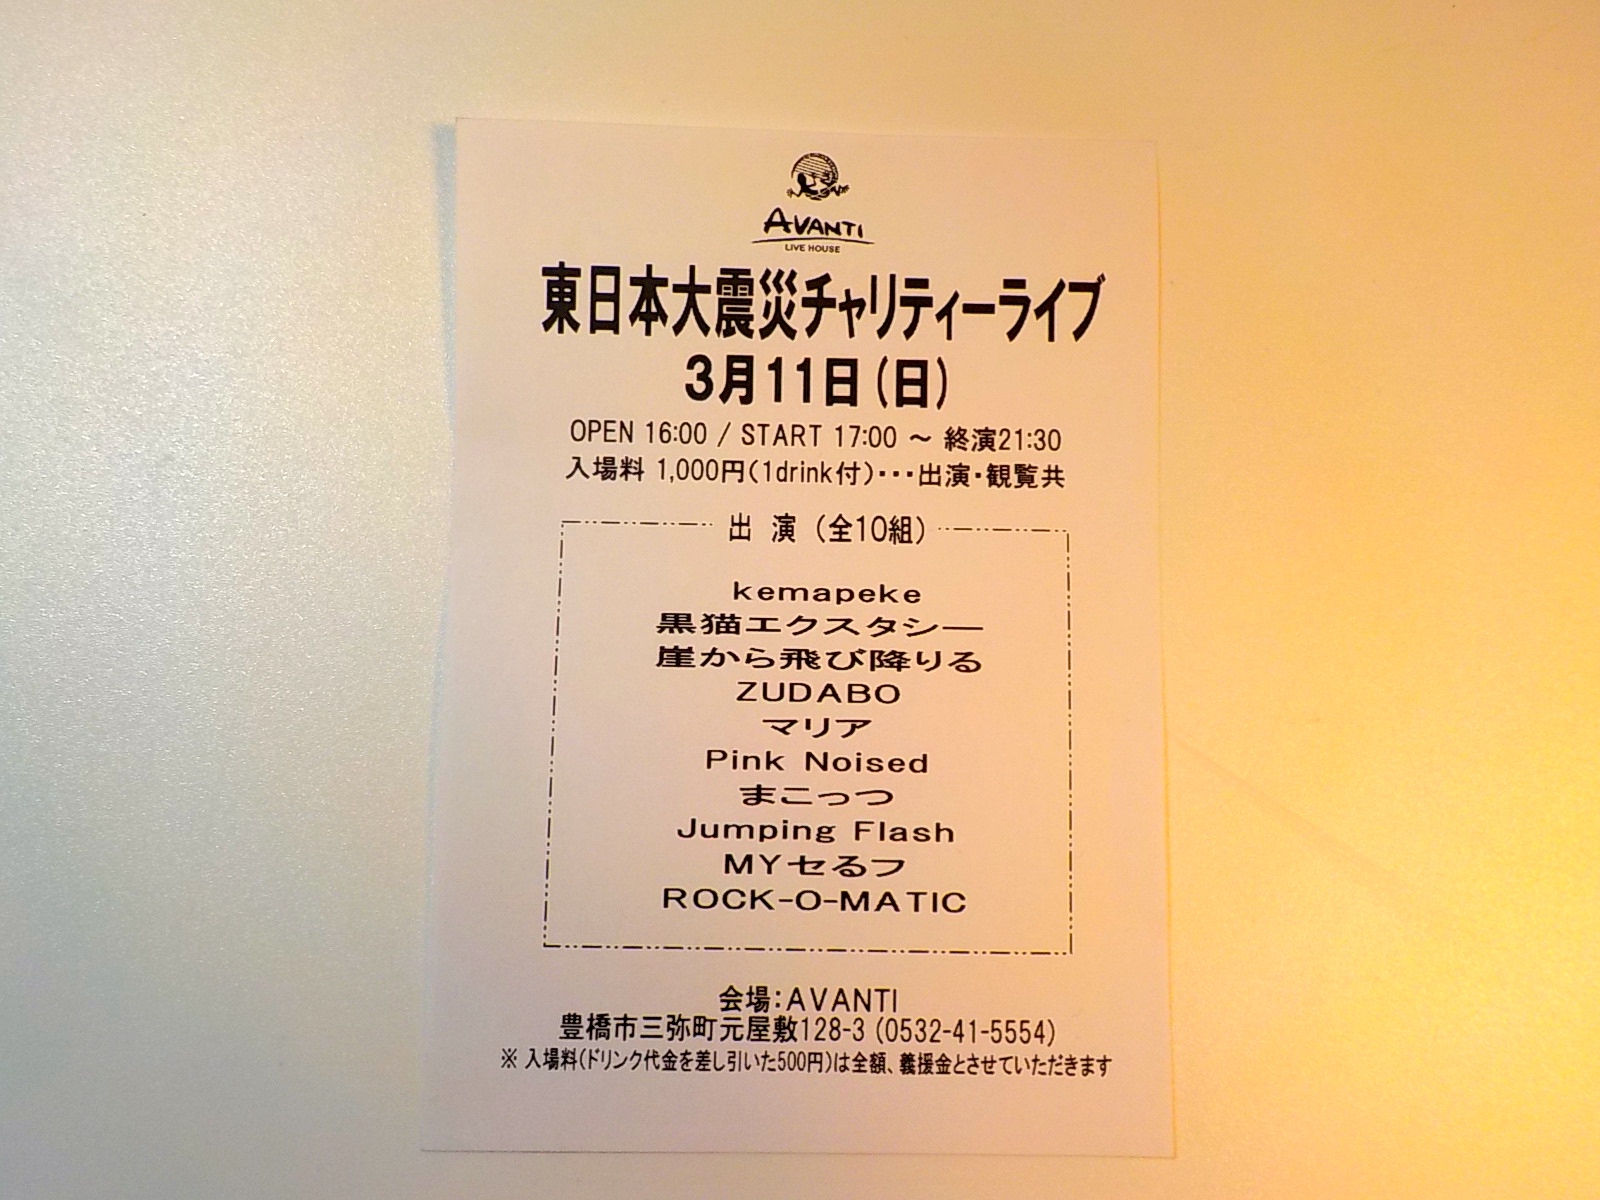 AVANTI
LIVE HOUSE
東日本大震災チャリティーライブ
3月11日(日)
OPEN 16:00 / START 17:00 ～ 終演21:30
入場料 1,000円(1drink付)・・・出演・観覧共
出 演 (全10組)
kemapeke
黒猫エクスタシー
崖から飛び降りる
ZUDABO
マリア
Pink Noised
まこっつ
Jumping Flash
MYセるフ
ROCK-O-MATIC
会場:AVANTI
豊橋市三弥町元屋敷128-3 (0532-41-5554)
※ 入場料(ドリンク代金を差し引いた500円)は全額、義援金とさせていただきます